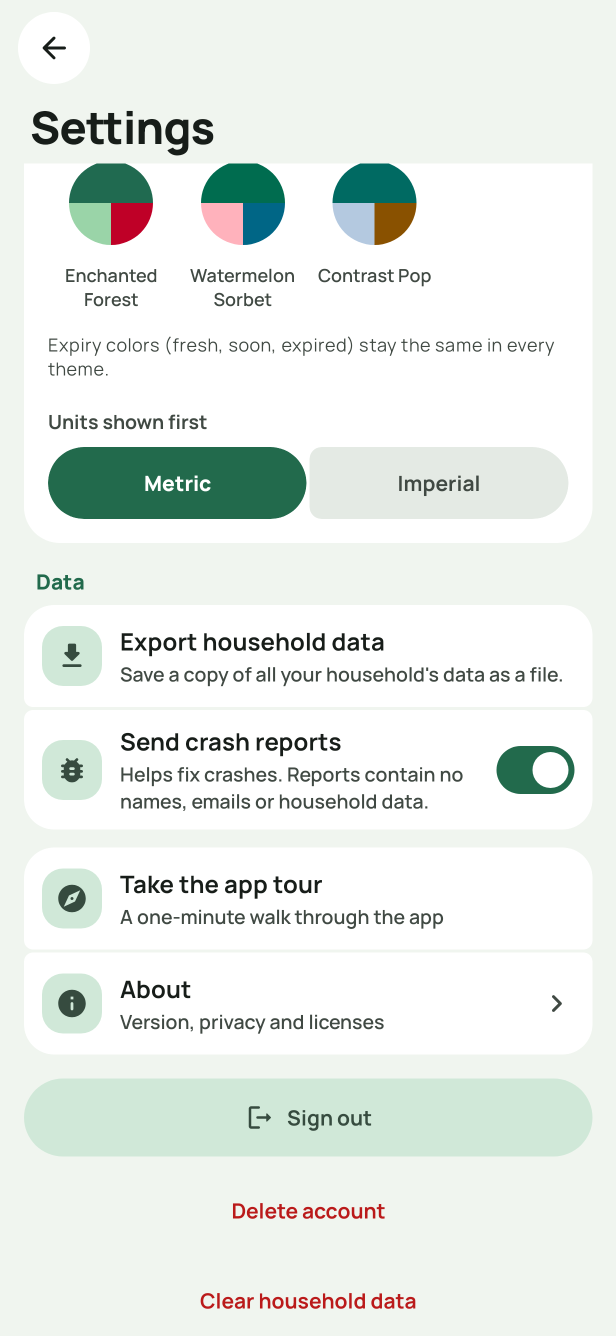 Settings
Enchanted
Forest
Watermelon
Sorbet
Contrast Pop
Expiry colors (fresh, soon, expired) stay the same in every
theme.
Units shown first
Metric
Imperial
Data
Export household data
Save a copy of all your household's data as a file.
Send crash reports
Helps fix crashes. Reports contain no
names, emails or household data.
Take the app tour
A one-minute walk through the app
About
Version, privacy and licenses
Sign out
Delete account
Clear household data